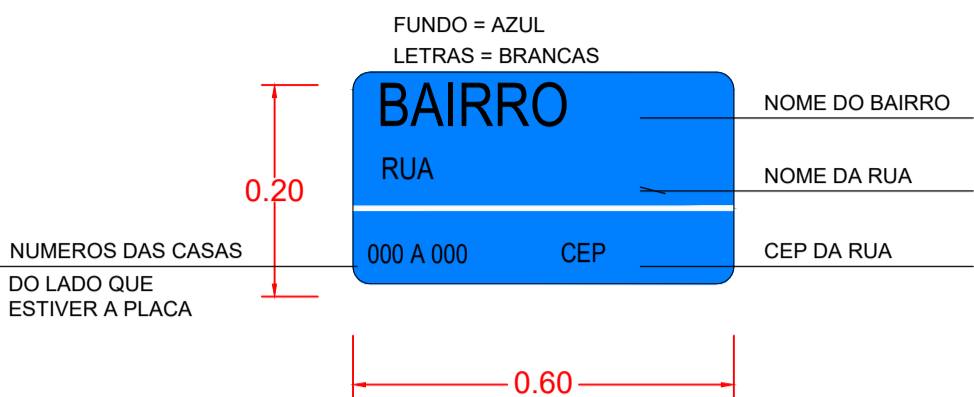 FUNDO = AZUL
LETRAS = BRANCAS
BAIRRO
NOME DO BAIRRO
RUA
NOME DA RUA
0.20
NUMEROS DAS CASAS
DO LADO QUE
ESTIVER A PLACA
000 A 000
CEP
CEP DA RUA
0.60